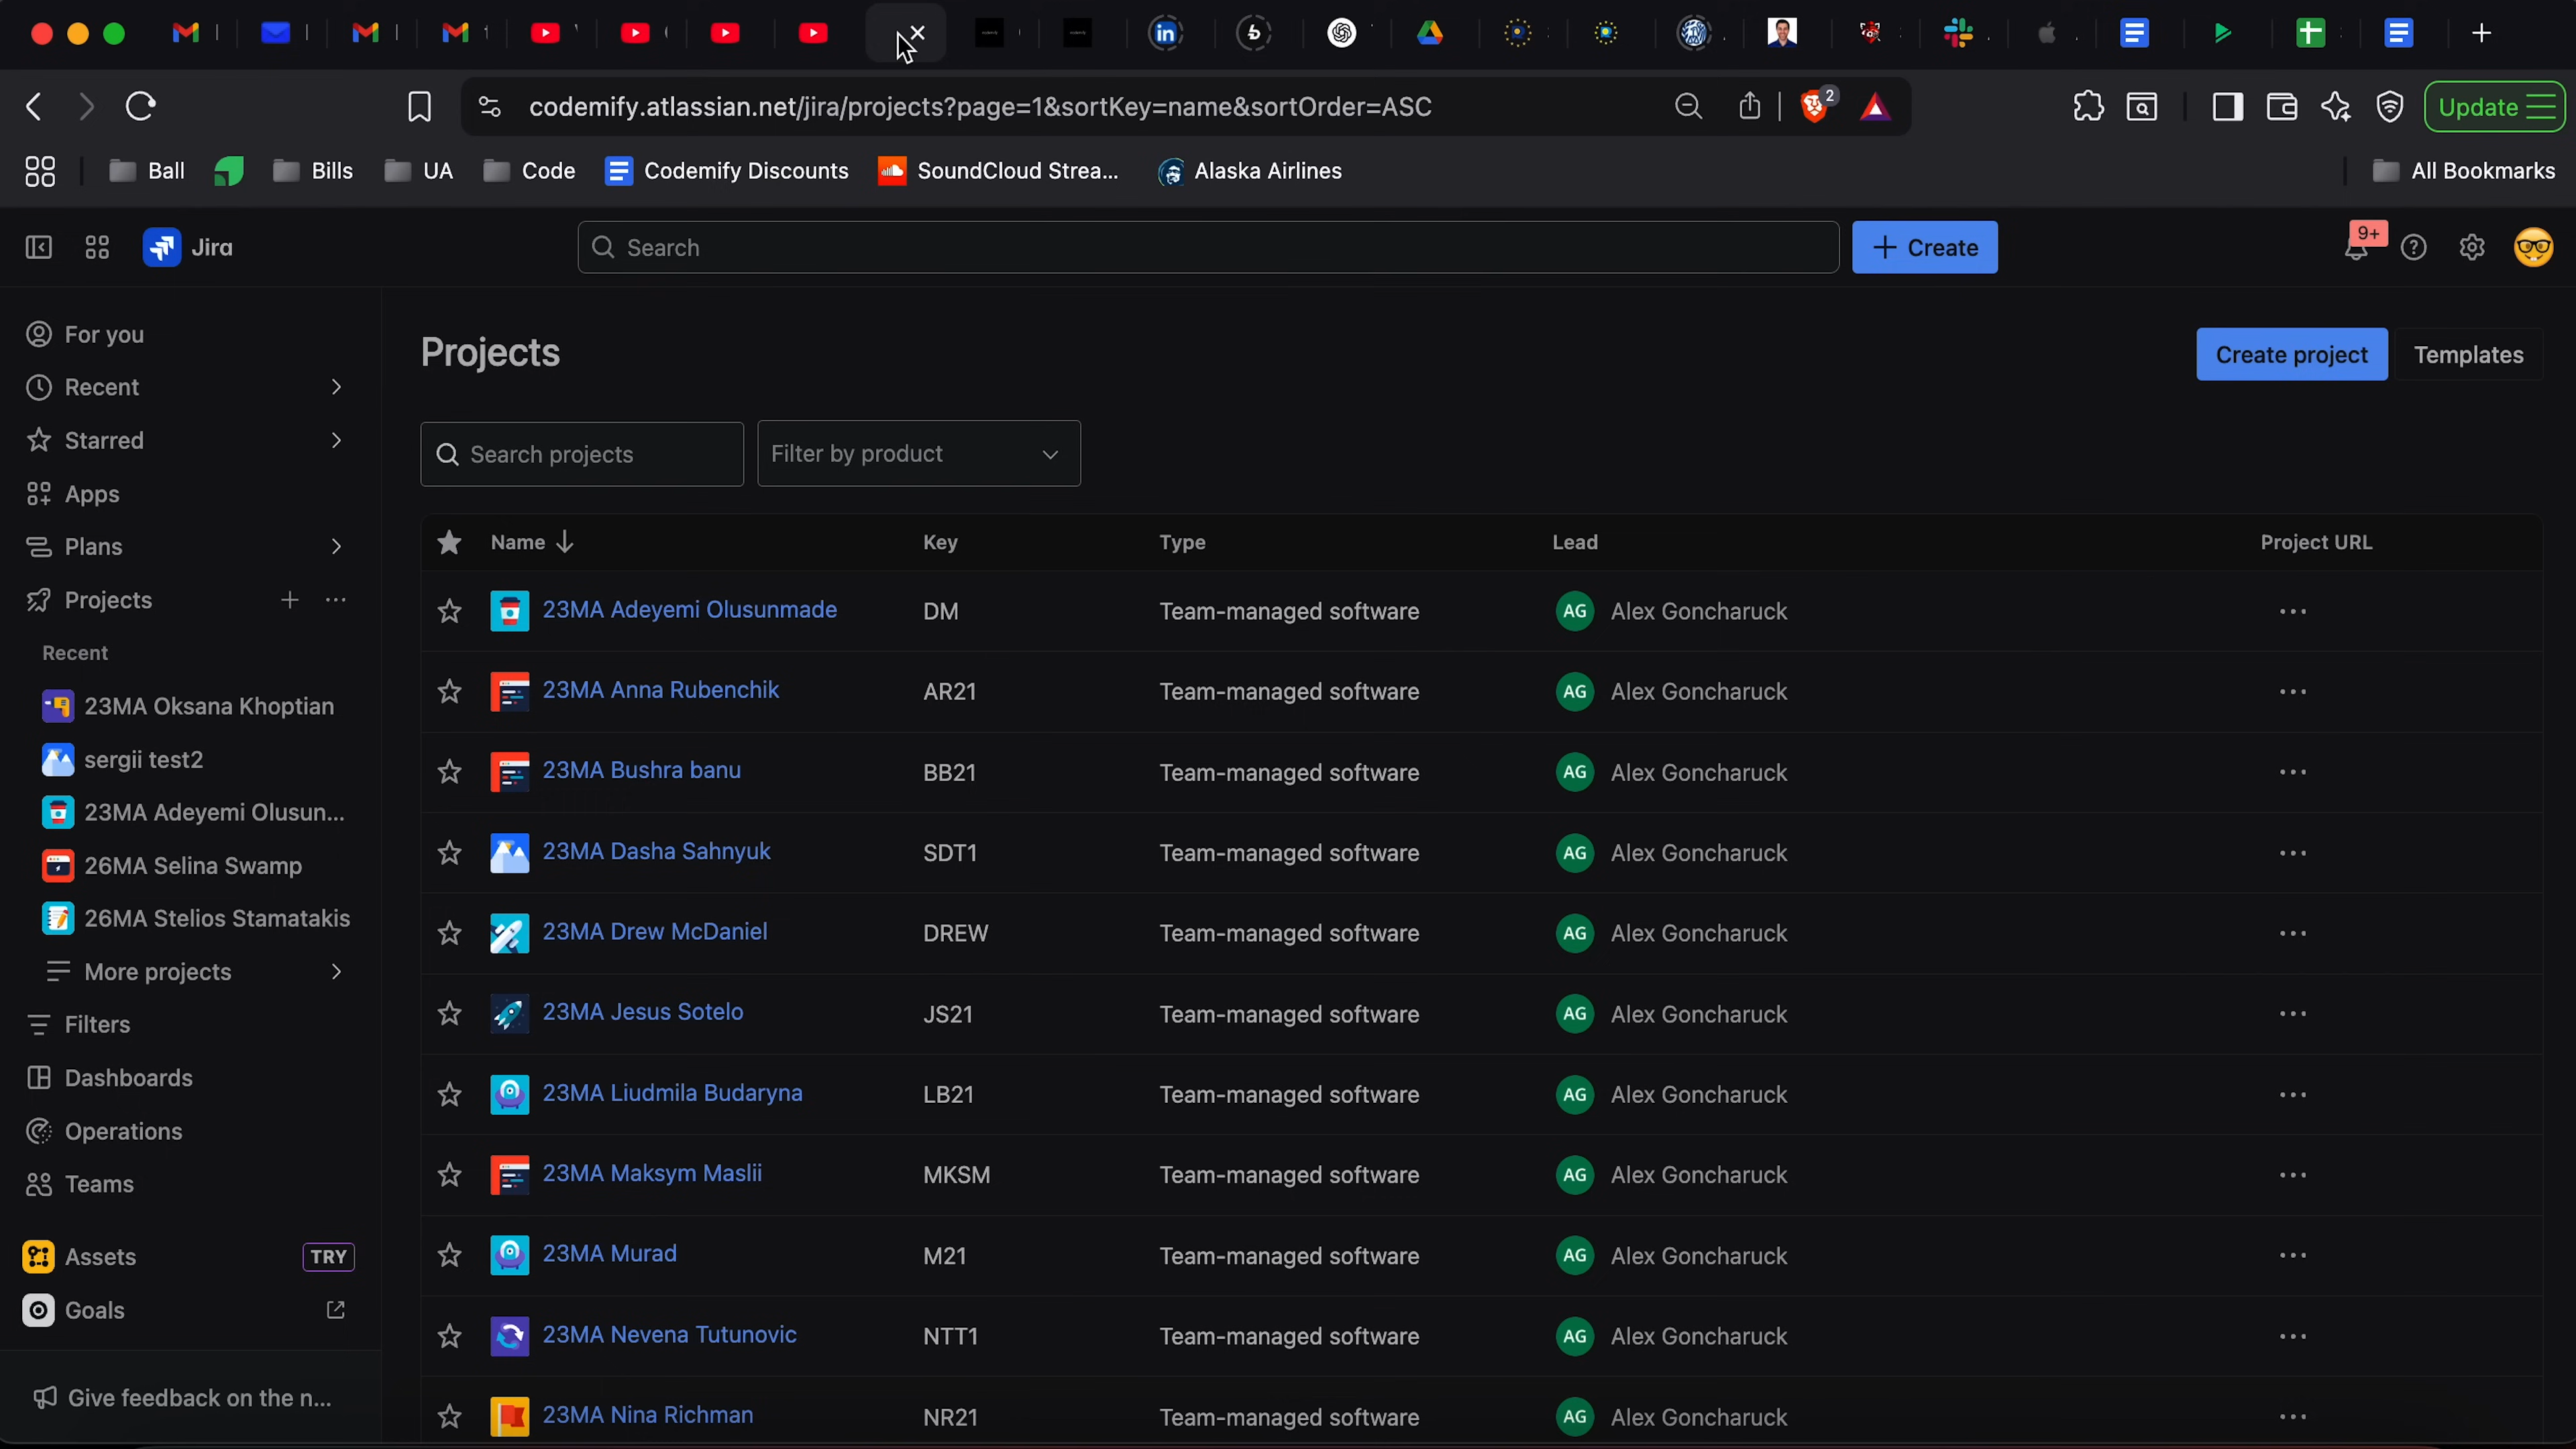 codemify.atlassian.net/jira/projects?page=1&sortKey=name&sortOrder=ASC
2
Update
Ball
Bills
UA
Code
Codemify Discounts
SoundCloud Strea...
Alaska Airlines
All Bookmarks
Jira
Search
Create
9+
For you
Recent
Starred
Apps
Plans
Projects
Recent
23MA Oksana Khoptian
sergii test2
23MA Adeyemi Olusun...
26MA Selina Swamp
26MA Stelios Stamatakis
More projects
Filters
Dashboards
Operations
Teams
Assets TRY
Goals
Give feedback on the n...
Projects
Create project
Templates
Search projects
Filter by product
Name Key Type Lead Project URL
23MA Adeyemi Olusunmade DM Team-managed software AG Alex Goncharuck
23MA Anna Rubenchik AR21 Team-managed software AG Alex Goncharuck
23MA Bushra banu BB21 Team-managed software AG Alex Goncharuck
23MA Dasha Sahnyuk SDT1 Team-managed software AG Alex Goncharuck
23MA Drew McDaniel DREW Team-managed software AG Alex Goncharuck
23MA Jesus Sotelo JS21 Team-managed software AG Alex Goncharuck
23MA Liudmila Budaryna LB21 Team-managed software AG Alex Goncharuck
23MA Maksym Maslii MKSM Team-managed software AG Alex Goncharuck
23MA Murad M21 Team-managed software AG Alex Goncharuck
23MA Nevena Tutunovic NTT1 Team-managed software AG Alex Goncharuck
23MA Nina Richman NR21 Team-managed software AG Alex Goncharuck